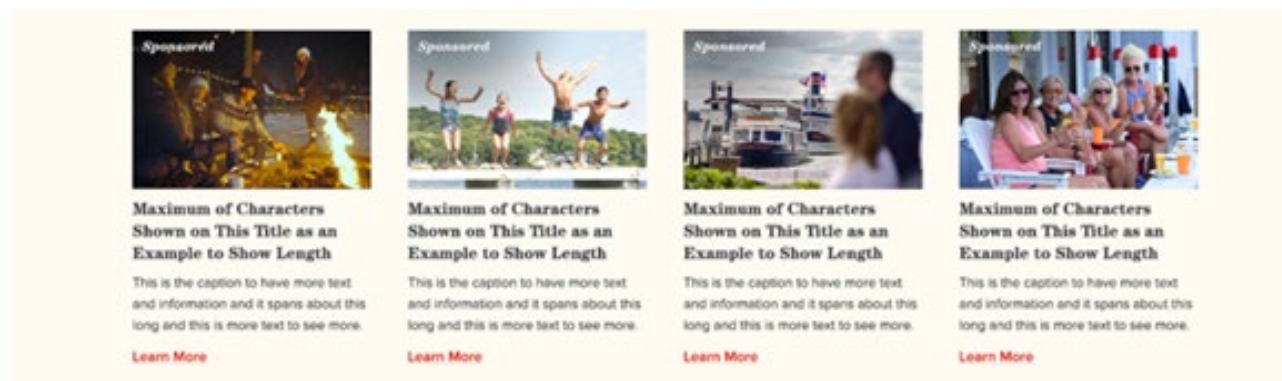 Sponsored
Maximum of Characters
Shown on This Title as an
Example to Show Length
This is the caption to have more text
and information and it spans about this
long and this is more text to see more.
Learn More
Sponsored
Maximum of Characters
Shown on This Title as an
Example to Show Length
This is the caption to have more text
and information and it spans about this
long and this is more text to see more.
Learn More
Sponsored
Maximum of Characters
Shown on This Title as an
Example to Show Length
This is the caption to have more text
and information and it spans about this
long and this is more text to see more.
Learn More
Sponsored
Maximum of Characters
Shown on This Title as an
Example to Show Length
This is the caption to have more text
and information and it spans about this
long and this is more text to see more.
Learn More